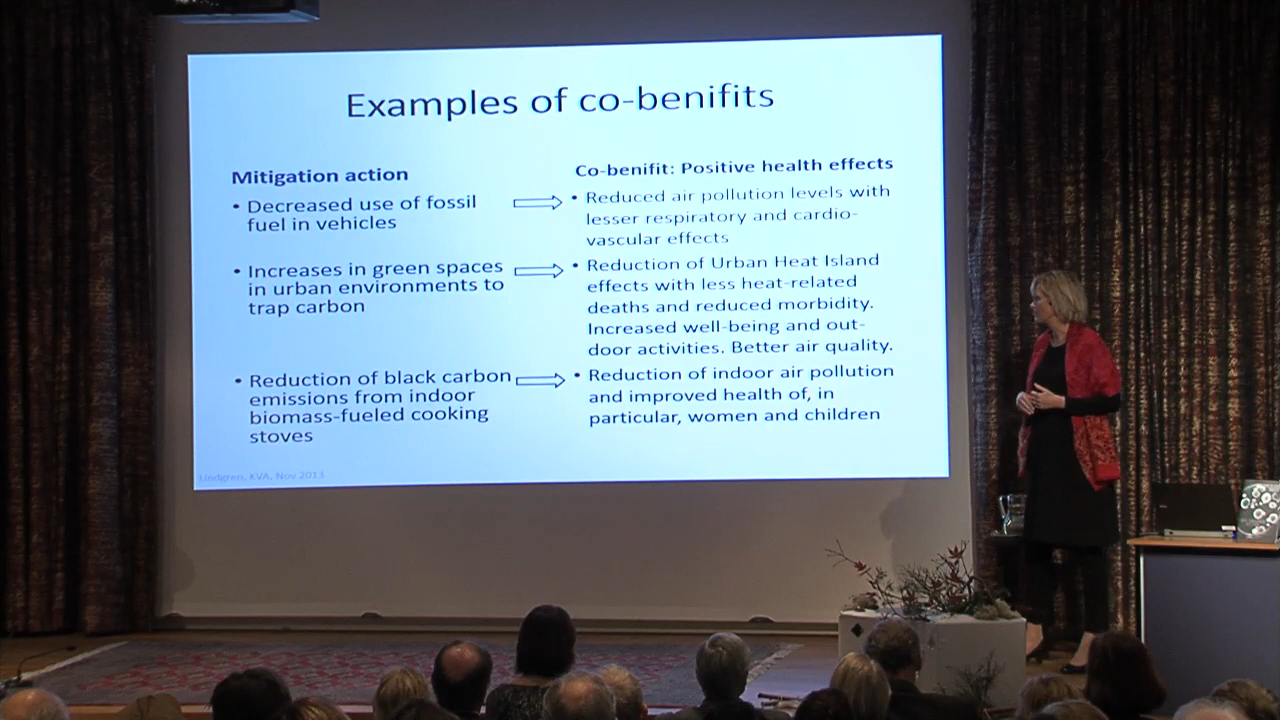 Examples of co-benifits
Mitigation action
• Decreased use of fossil
fuel in vehicles
• Increases in green spaces
in urban environments to
trap carbon
• Reduction of black carbon
emissions from indoor
biomass-fueled cooking
stoves
Co-benifit: Positive health effects
• Reduced air pollution levels with
lesser respiratory and cardio-
vascular effects
• Reduction of Urban Heat Island
effects with less heat-related
deaths and reduced morbidity.
Increased well-being and out-
door activities. Better air quality.
• Reduction of indoor air pollution
and improved health of, in
particular, women and children
Lindgren, KVA, Nov 2013